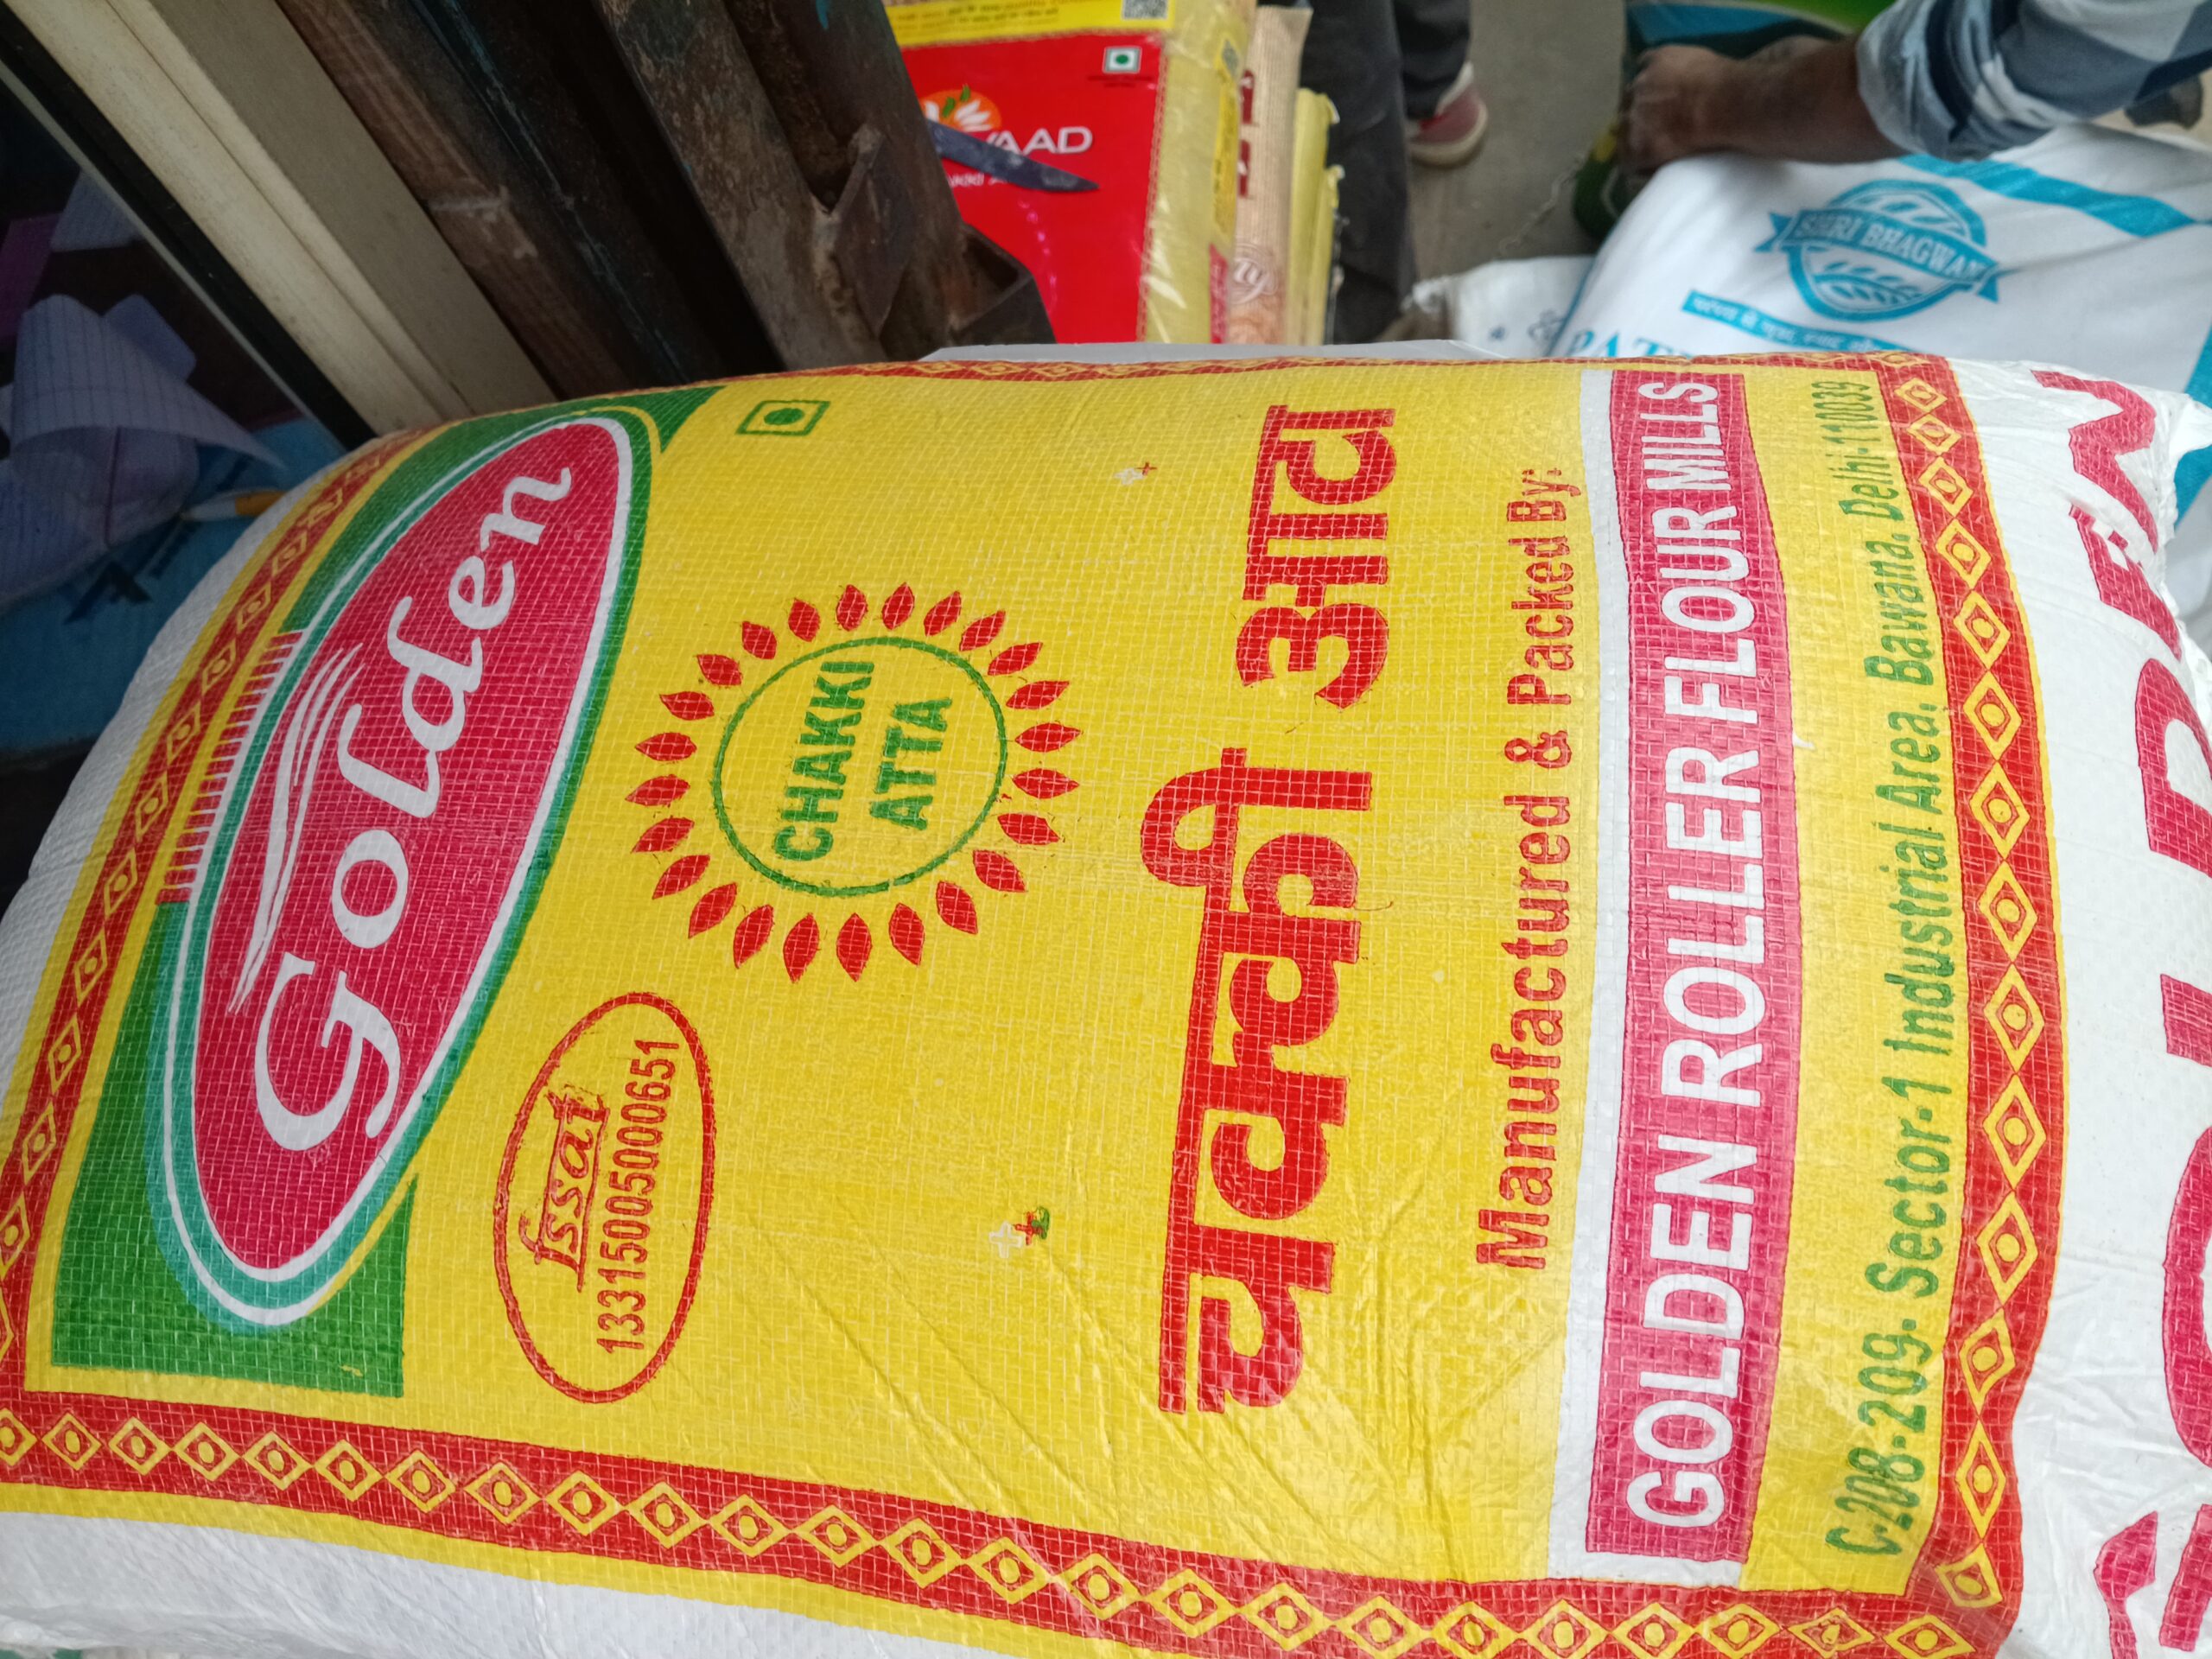 Golden
fssai
13315005000651
CHAKKI
ATTA
चक्की आटा
Manufactured & Packed By:
GOLDEN ROLLER FLOUR MILLS
C-208-209, Sector-1 Industrial Area, Bawana, Delhi-110039
SHRI BHAGWAN